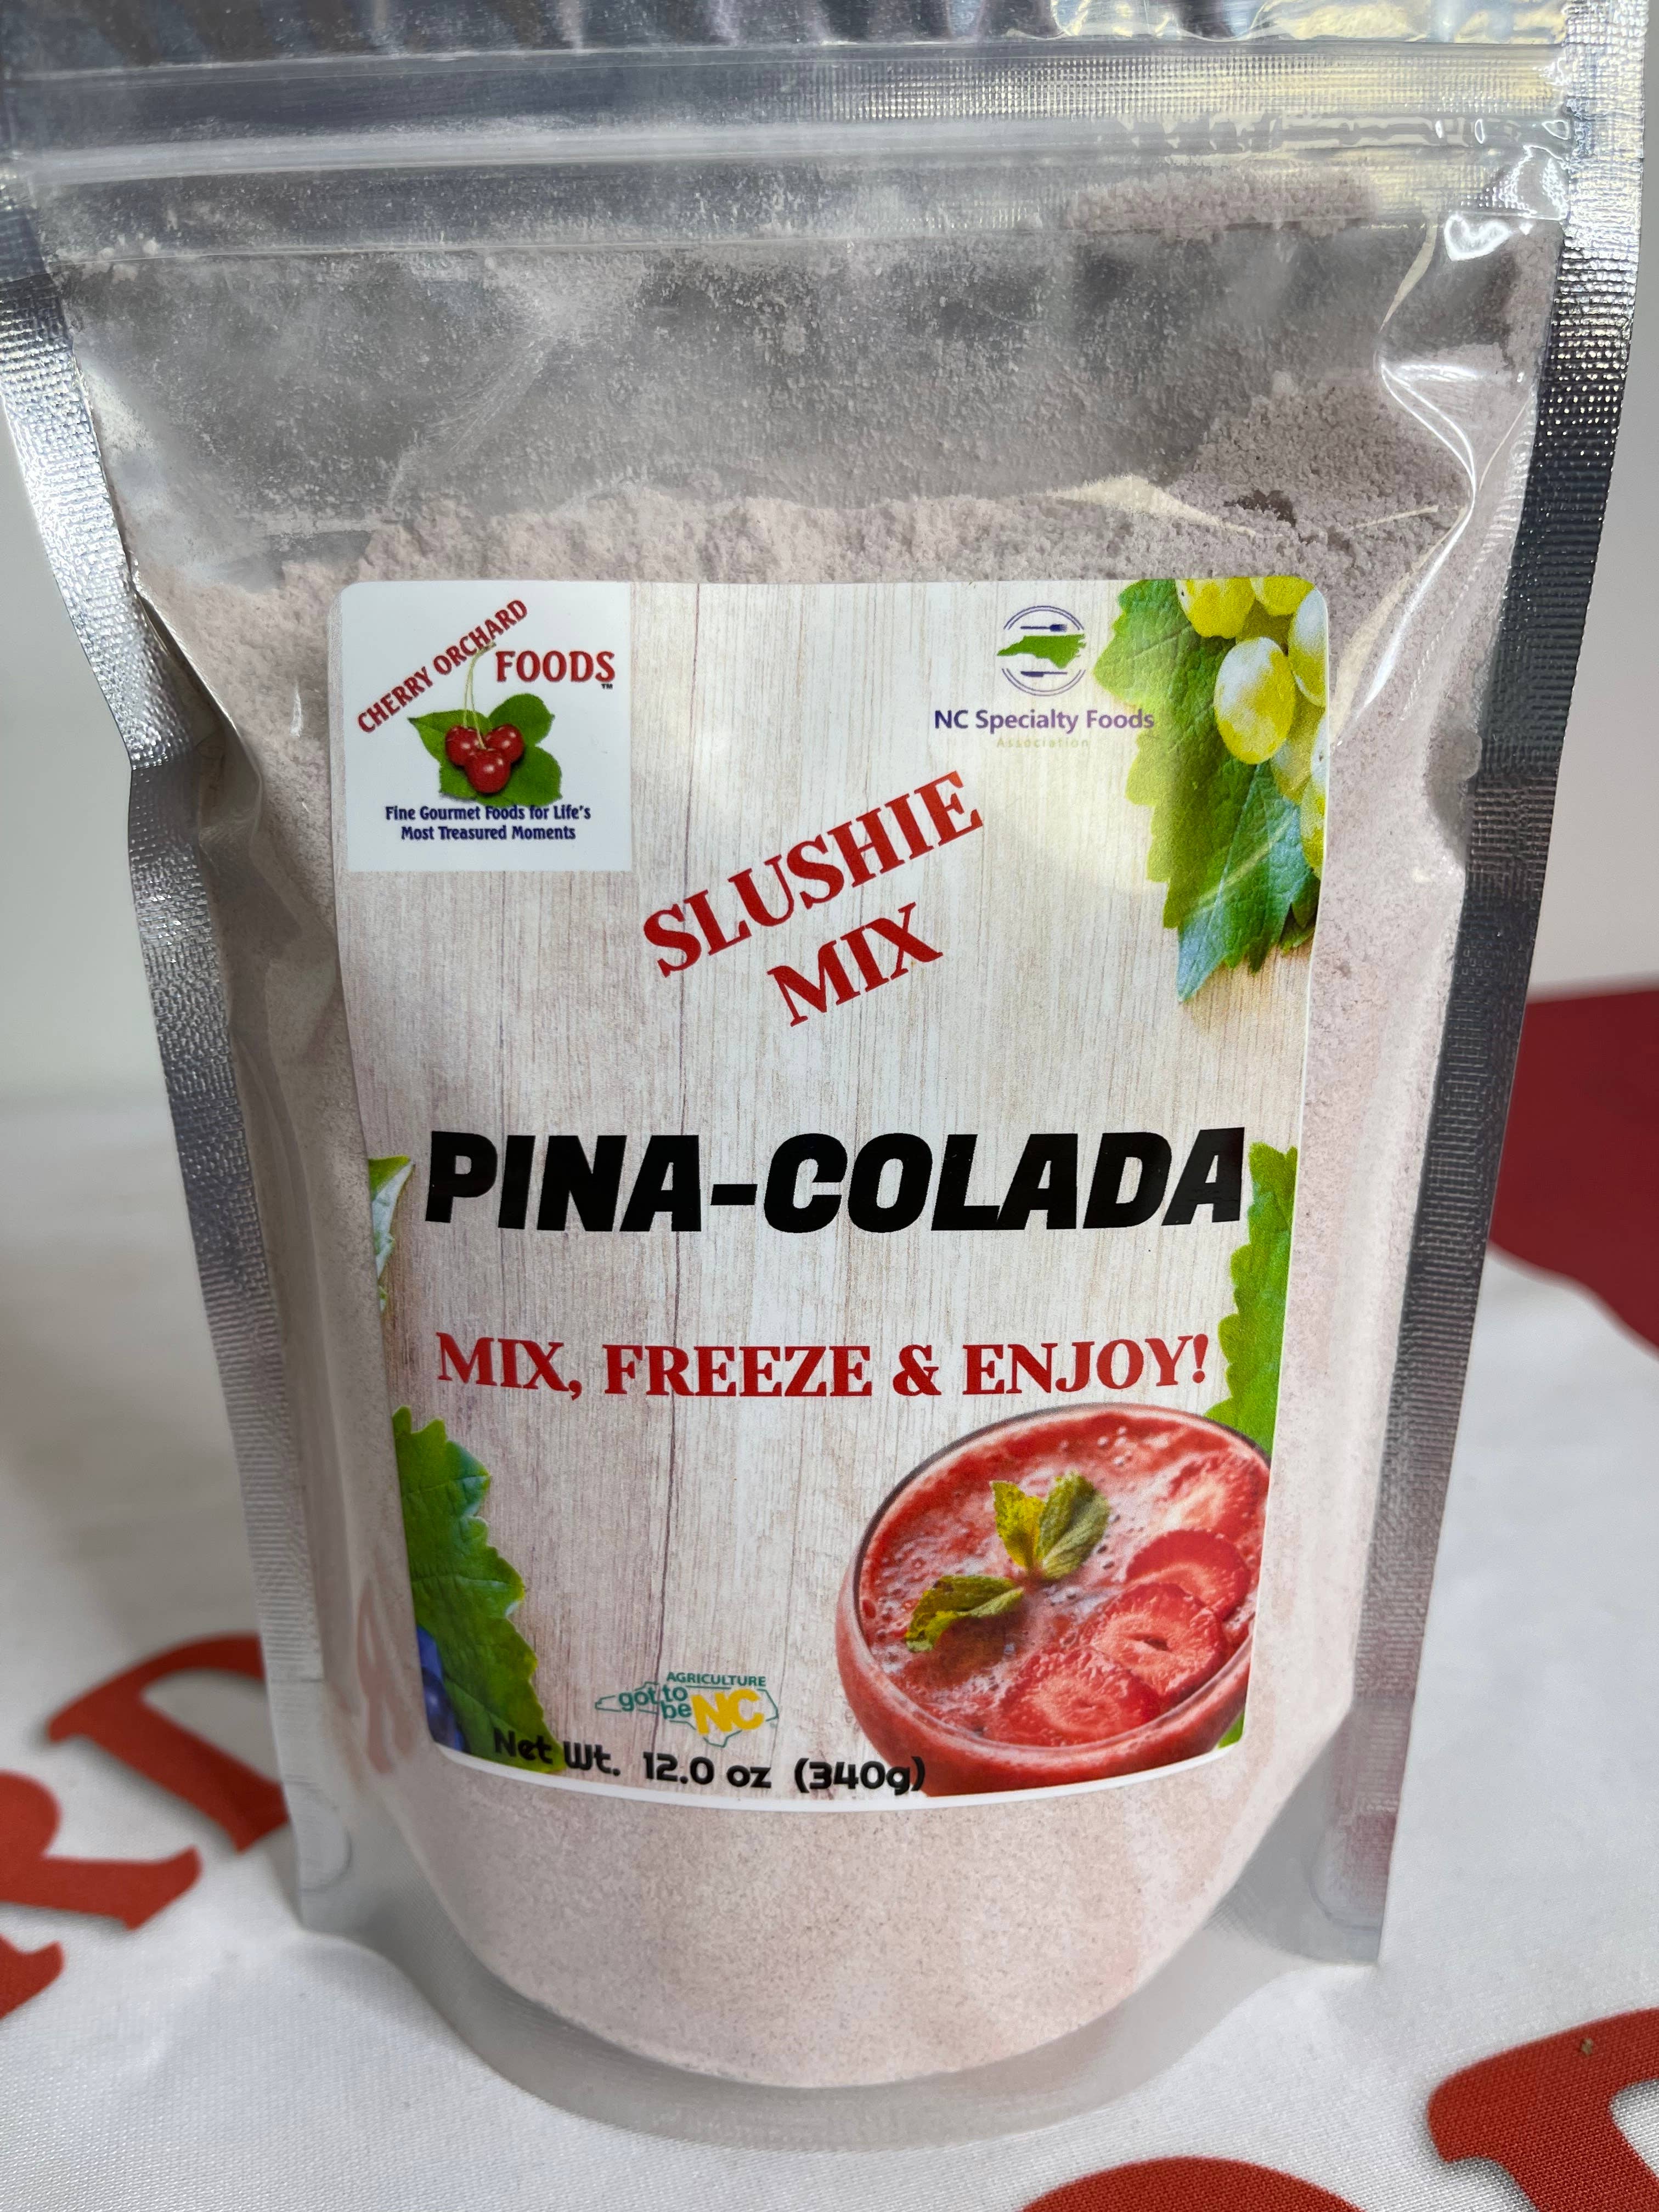 CHERRY ORCHARD
FOODS
™
Fine Gourmet Foods for Life's
Most Treasured Moments
NC Specialty Foods
Association
SLUSHIE
MIX
PINA-COLADA
MIX, FREEZE & ENJOY!
AGRICULTURE
got to
be NC
Net Wt. 12.0 oz (340g)